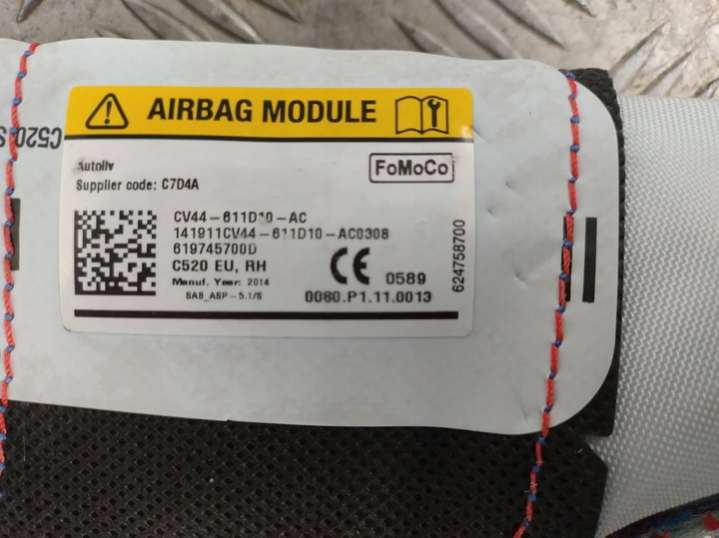 AIRBAG MODULE
C520 S
Autoliv
FoMoCo
Supplier code: C7D4A
CV44-611D10-AC
141911CV44-611D10-AC0308
619745700D
C520 EU, RH
0589
Manuf. Year: 2014
SAB_ASP-5.1/S
0080.P1.11.0013
624758700